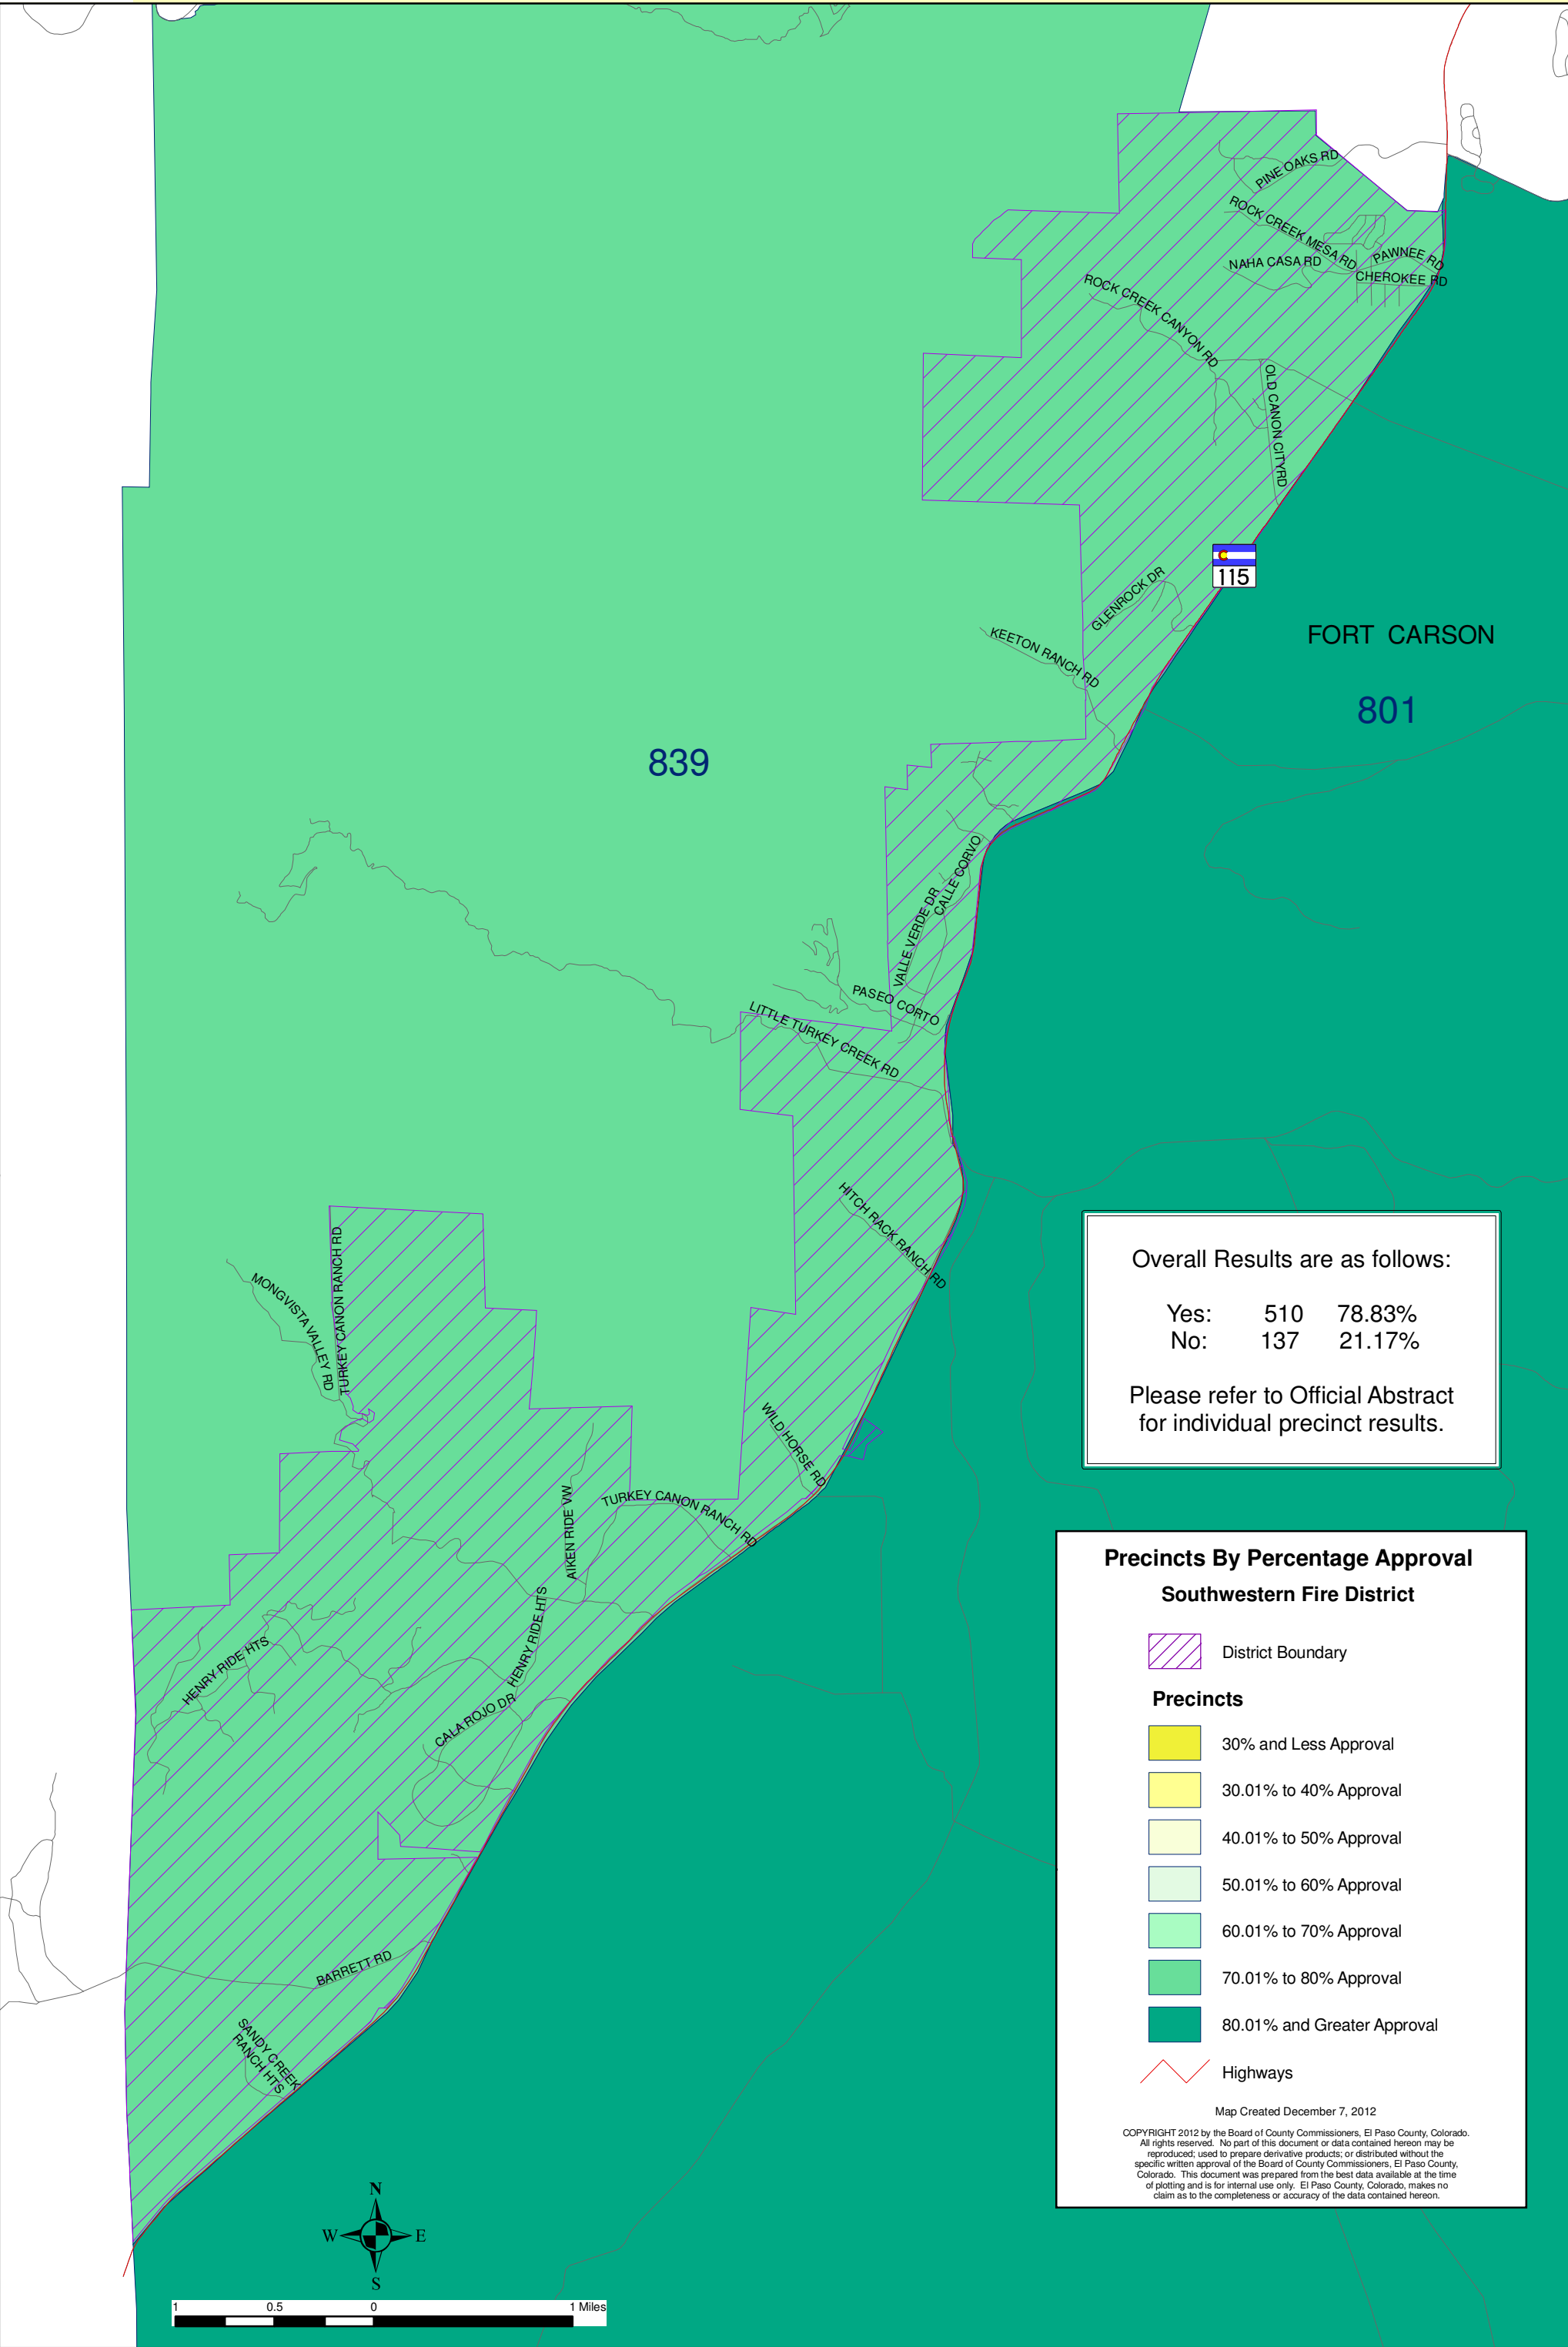 PINE OAKS RD
ROCK CREEK MESA RD
PAWNEE RD
NAHA CASA RD
CHEROKEE RD
ROCK CREEK CANYON RD
OLD CANON CITYRD
C
115
GLENROCK DR
KEETON RANCH RD
FORT CARSON
801
839
CALLE CORVO
VALLE VERDE DR
PASEO CORTO
LITTLE TURKEY CREEK RD
HITCH RACK RANCH RD
TURKEY CANON RANCH RD
MONGVISTA VALLEY RD
Overall Results are as follows:
Yes: 510 78.83%
No: 137 21.17%
Please refer to Official Abstract
for individual precinct results.
WILD HORSE RD
TURKEY CANON RANCH RD
AIKEN RIDE VW
HENRY RIDE HTS
HENRY RIDE HTS
CALA ROJO DR
BARRETT RD
SANDY CREEK
RANCH HTS
Precincts By Percentage Approval
Southwestern Fire District
District Boundary
Precincts
30% and Less Approval
30.01% to 40% Approval
40.01% to 50% Approval
50.01% to 60% Approval
60.01% to 70% Approval
70.01% to 80% Approval
80.01% and Greater Approval
Highways
Map Created December 7, 2012
COPYRIGHT 2012 by the Board of County Commissioners, El Paso County, Colorado.
All rights reserved. No part of this document or data contained hereon may be
reproduced; used to prepare derivative products; or distributed without the
specific written approval of the Board of County Commissioners, El Paso County,
Colorado. This document was prepared from the best data available at the time
of plotting and is for internal use only. El Paso County, Colorado, makes no
claim as to the completeness or accuracy of the data contained hereon.
N
W E
S
1 0.5 0 1 Miles